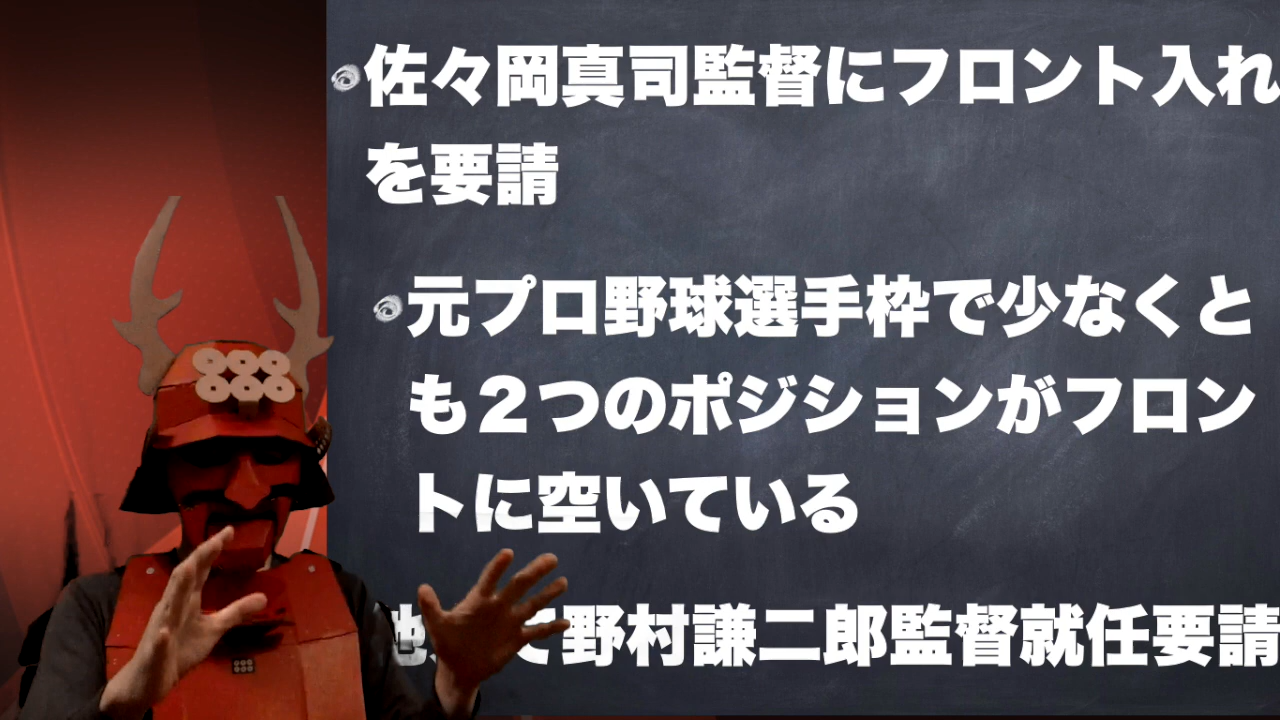 佐々岡真司監督にフロント入れ
を要請
元プロ野球選手枠で少なくと
も２つのポジションがフロン
トに空いている
て野村謙二郎監督就任要請